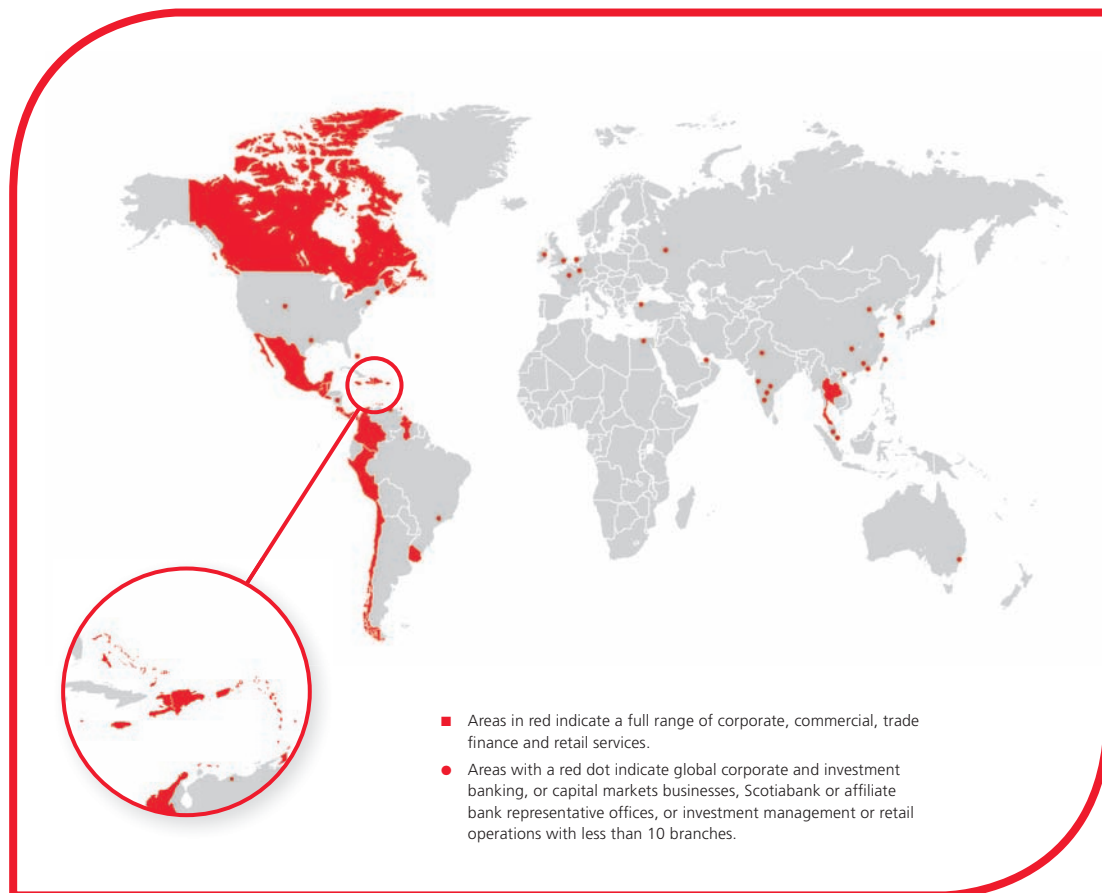 Areas in red indicate a full range of corporate, commercial, trade
finance and retail services.
Areas with a red dot indicate global corporate and investment
banking, or capital markets businesses, Scotiabank or affiliate
bank representative offices, or investment management or retail
operations with less than 10 branches.